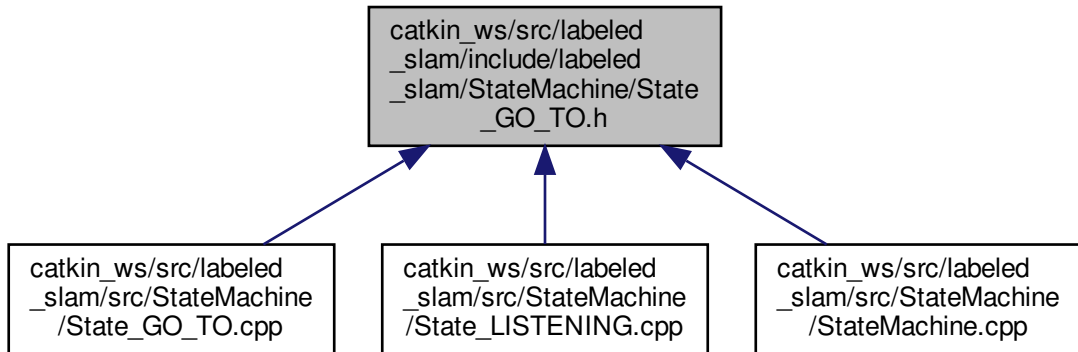 catkin_ws/src/labeled
_slam/include/labeled
_slam/StateMachine/State
_GO_TO.h
catkin_ws/src/labeled
_slam/src/StateMachine
/State_GO_TO.cpp
catkin_ws/src/labeled
_slam/src/StateMachine
/State_LISTENING.cpp
catkin_ws/src/labeled
_slam/src/StateMachine
/StateMachine.cpp